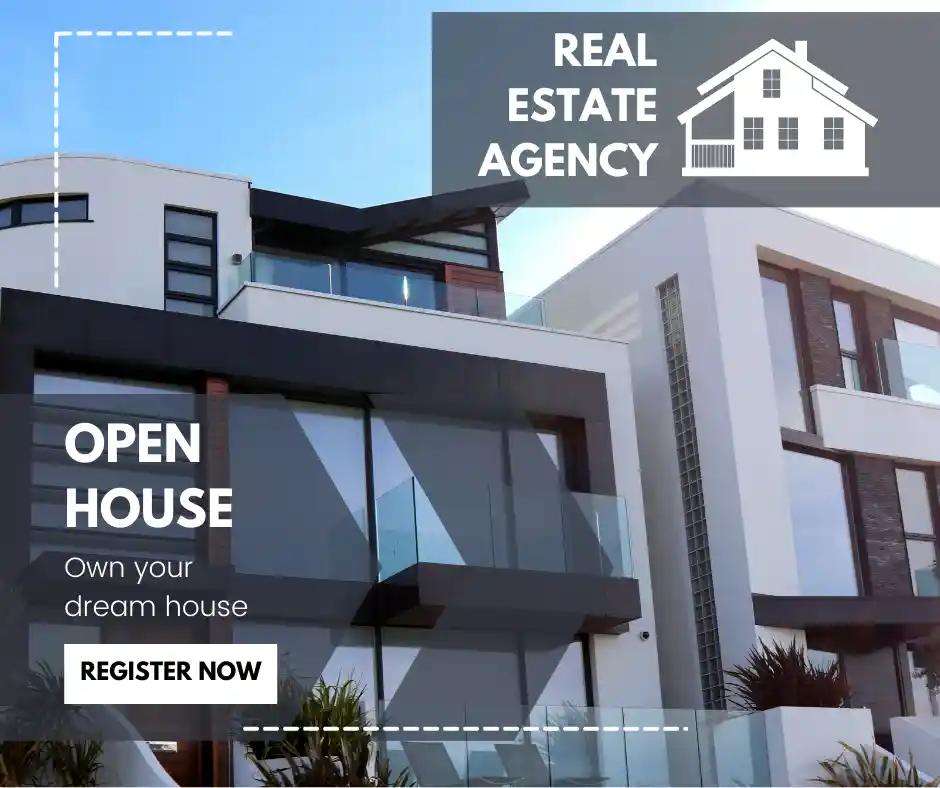 REAL
ESTATE
AGENCY
OPEN
HOUSE
Own your
dream house
REGISTER NOW